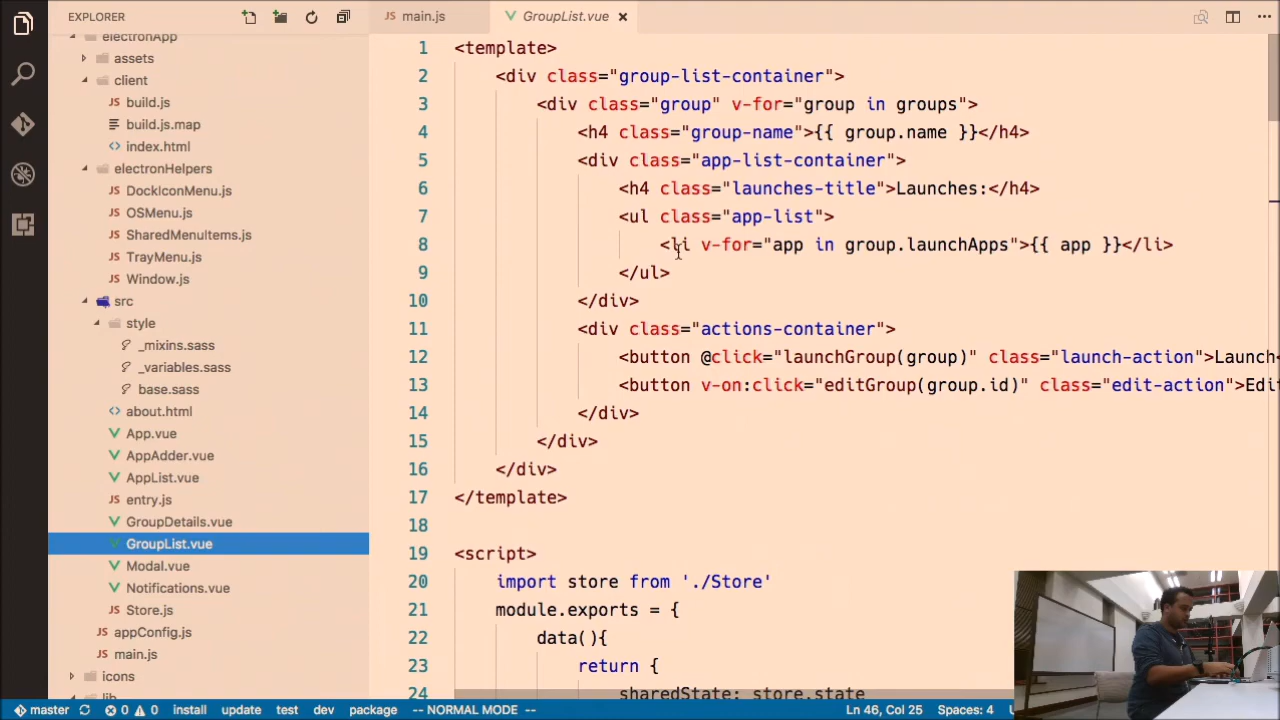 EXPLORER
main.js
GroupList.vue
electronApp
assets
client
build.js
build.js.map
index.html
electronHelpers
DockIconMenu.js
OSMenu.js
SharedMenuItems.js
TrayMenu.js
Window.js
src
style
_mixins.sass
_variables.sass
base.sass
about.html
App.vue
AppAdder.vue
AppList.vue
entry.js
GroupDetails.vue
GroupList.vue
Modal.vue
Notifications.vue
Store.js
appConfig.js
main.js
icons
lib
1 <template>
2 <div class="group-list-container">
3 <div class="group" v-for="group in groups">
4 <h4 class="group-name">{{ group.name }}</h4>
5 <div class="app-list-container">
6 <h4 class="launches-title">Launches:</h4>
7 <ul class="app-list">
8 <li v-for="app in group.launchApps">{{ app }}</li>
9 </ul>
10 </div>
11 <div class="actions-container">
12 <button @click="launchGroup(group)" class="launch-action">Launch
13 <button v-on:click="editGroup(group.id)" class="edit-action">Edi
14 </div>
15 </div>
16 </div>
17 </template>
18
19 <script>
20 import store from './Store'
21 module.exports = {
22 data(){
23 return {
24 sharedState: store.state
master 0 0 install update test dev package -- NORMAL MODE -- Ln 46, Col 25 Spaces: 4